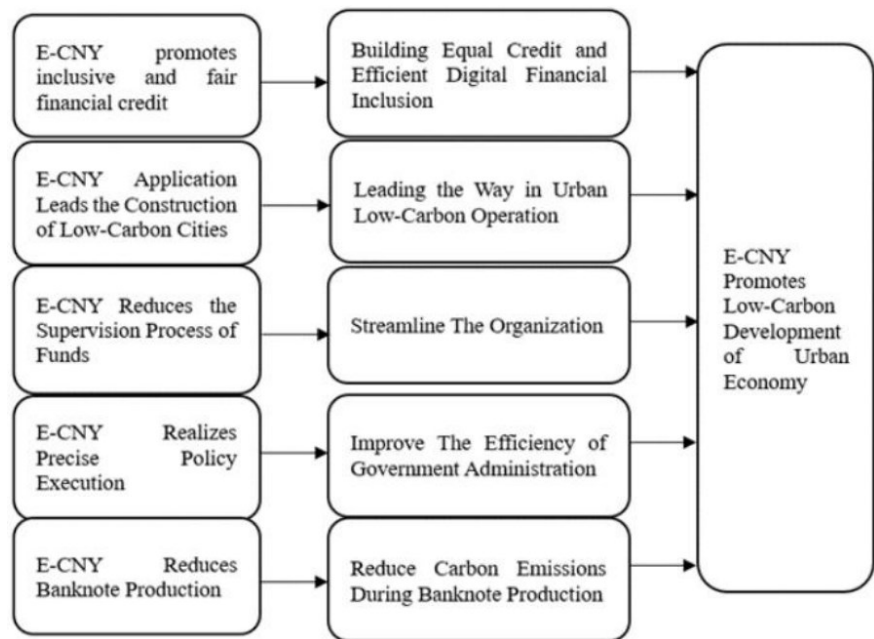 E-CNY promotes
inclusive and fair
financial credit
Building Equal Credit and
Efficient Digital Financial
Inclusion
E-CNY Application
Leads the Construction
of Low-Carbon Cities
Leading the Way in Urban
Low-Carbon Operation
E-CNY Reduces the
Supervision Process of
Funds
Streamline The Organization
E-CNY Realizes
Precise Policy
Execution
Improve The Efficiency of
Government Administration
E-CNY Reduces
Banknote Production
Reduce Carbon Emissions
During Banknote Production
E-CNY
Promotes
Low-Carbon
Development
of Urban
Economy